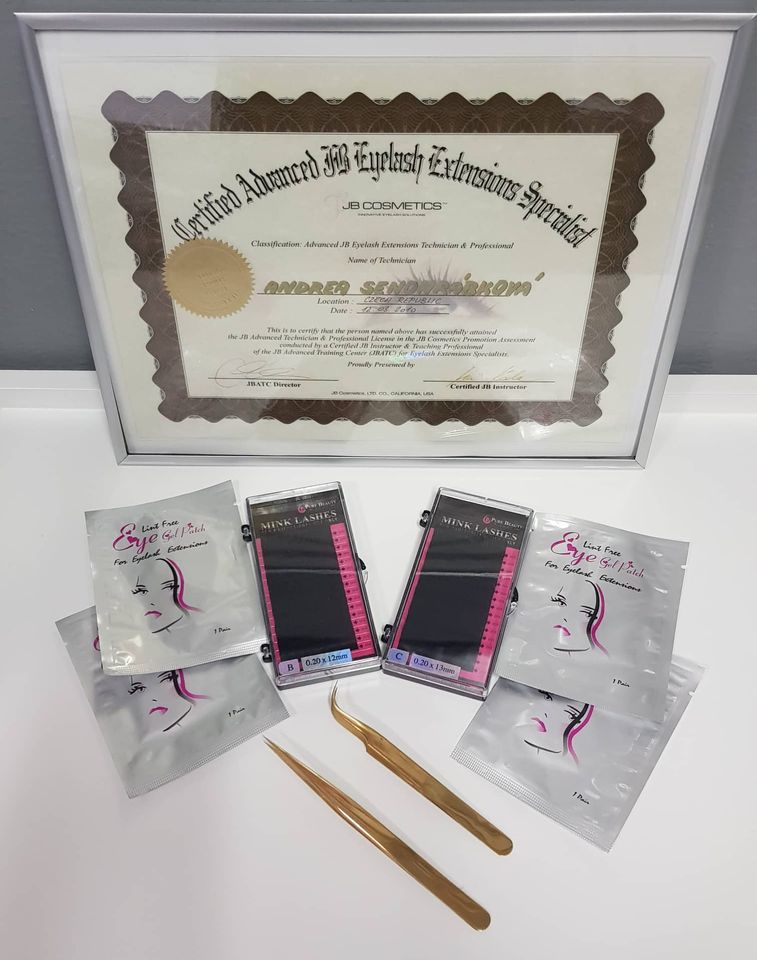 Certified Advanced JB Eyelash Extensions Specialist
JB COSMETICS™
INNOVATIVE EYELASH SOLUTIONS
Classification: Advanced JB Eyelash Extensions Technician & Professional
Name of Technician
Location : CZECH REPUBLIC
Date :
This is to certify that the person named above has successfully attained
the JB Advanced Technician & Professional License in the JB Cosmetics Promotion Assessment
conducted by a Certified JB Instructor & Teaching Professional
of the JB Advanced Training Center (JBATC) for Eyelash Extensions Specialists.
Proudly Presented by
JBATC Director
Certified JB Instructor
JB Cosmetics, LTD. CO., CALIFORNIA, USA
Lint Free
Eye Gel Patch
For Eyelash Extensions
1 Pair
1 Pair
PURE BEAUTY
MINK LASHES
B 0.20 x 12mm
PURE BEAUTY
MINK LASHES
C 0.20 x 13mm
Lint Free
Eye Gel Patch
For Eyelash Extensions
1 Pair
1 Pair